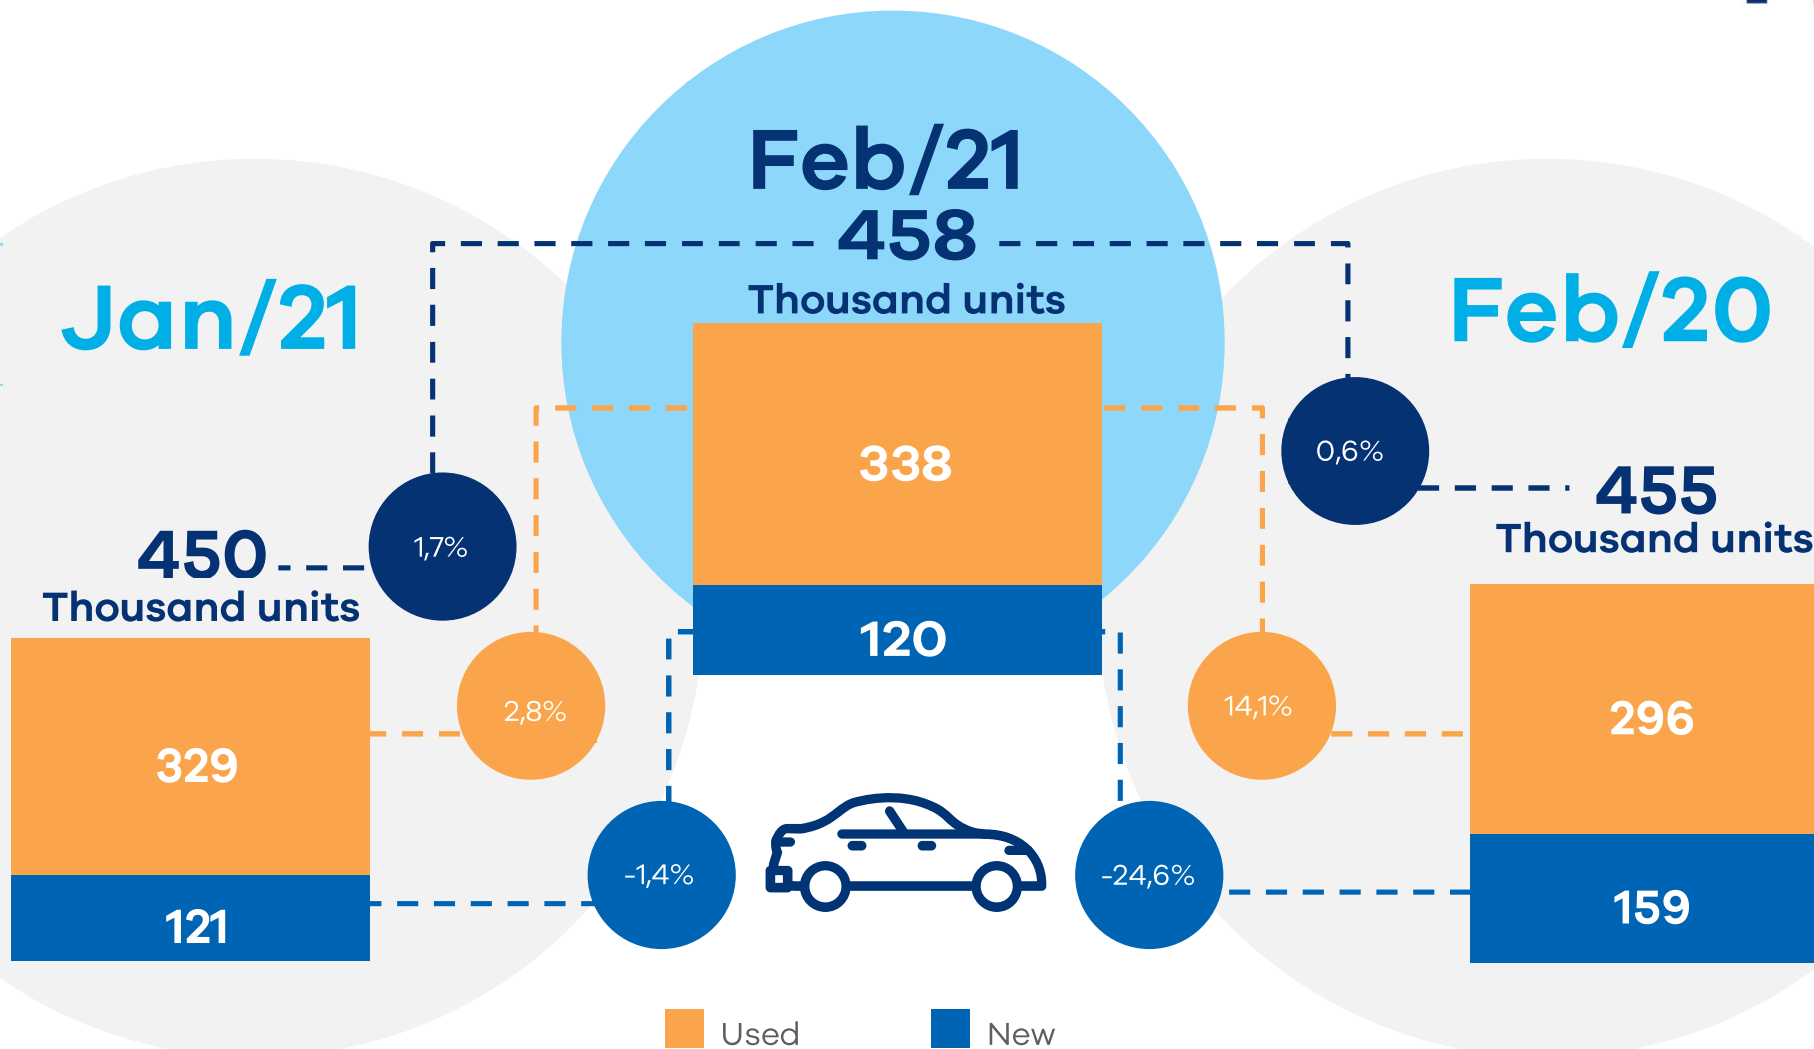 Feb/21
458
Thousand units
Jan/21
Feb/20
338
0,6%
455
Thousand units
1,7%
450
Thousand units
120
2,8%
14,1%
329
296
-1,4%
-24,6%
121
159
Used
New